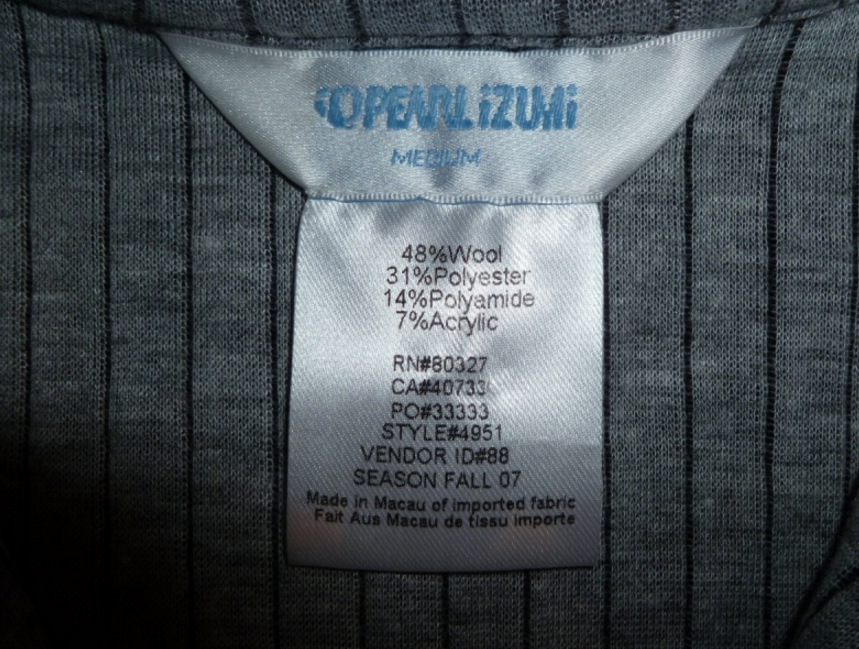 PEARL iZUMi
MEDIUM
48%Wool
31%Polyester
14%Polyamide
7%Acrylic
RN#80327
CA#40733
PO#33333
STYLE#4951
VENDOR ID#88
SEASON FALL 07
Made in Macau of imported fabric
Fait Aus Macau de tissu importe